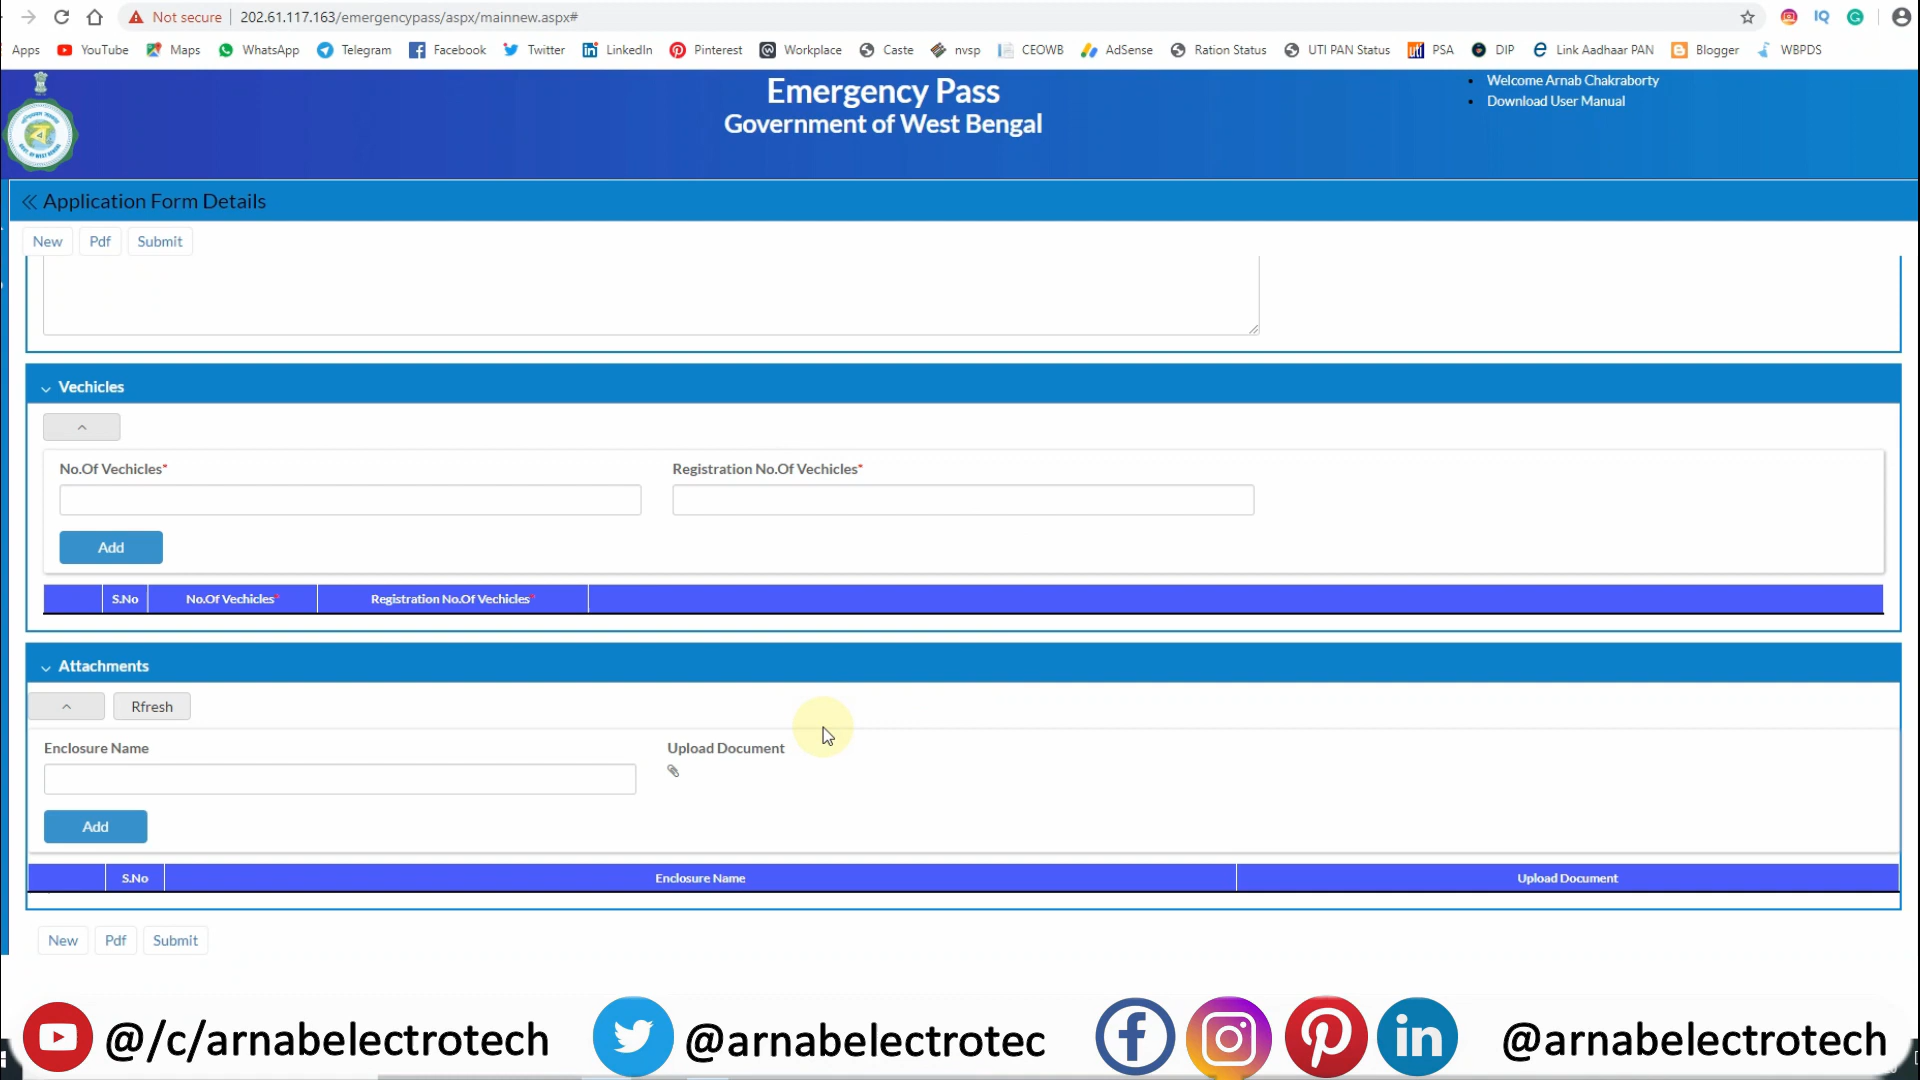 Not secure 202.61.117.163/emergencypass/aspx/mainnew.aspx#
Apps YouTube Maps WhatsApp Telegram Facebook Twitter LinkedIn Pinterest Workplace Caste nvsp CEOWB AdSense Ration Status UTI PAN Status PSA DIP Link Aadhaar PAN Blogger WBPDS
Emergency Pass
Government of West Bengal
Welcome Arnab Chakraborty
Download User Manual
Application Form Details
New Pdf Submit
Vechicles
No.Of Vechicles* Registration No.Of Vechicles*
Add
S.No No.Of Vechicles* Registration No.Of Vechicles*
Attachments
Rfresh
Enclosure Name Upload Document
Add
S.No Enclosure Name Upload Document
New Pdf Submit
@/c/arnabelectrotech @arnabelectrotec @arnabelectrotech